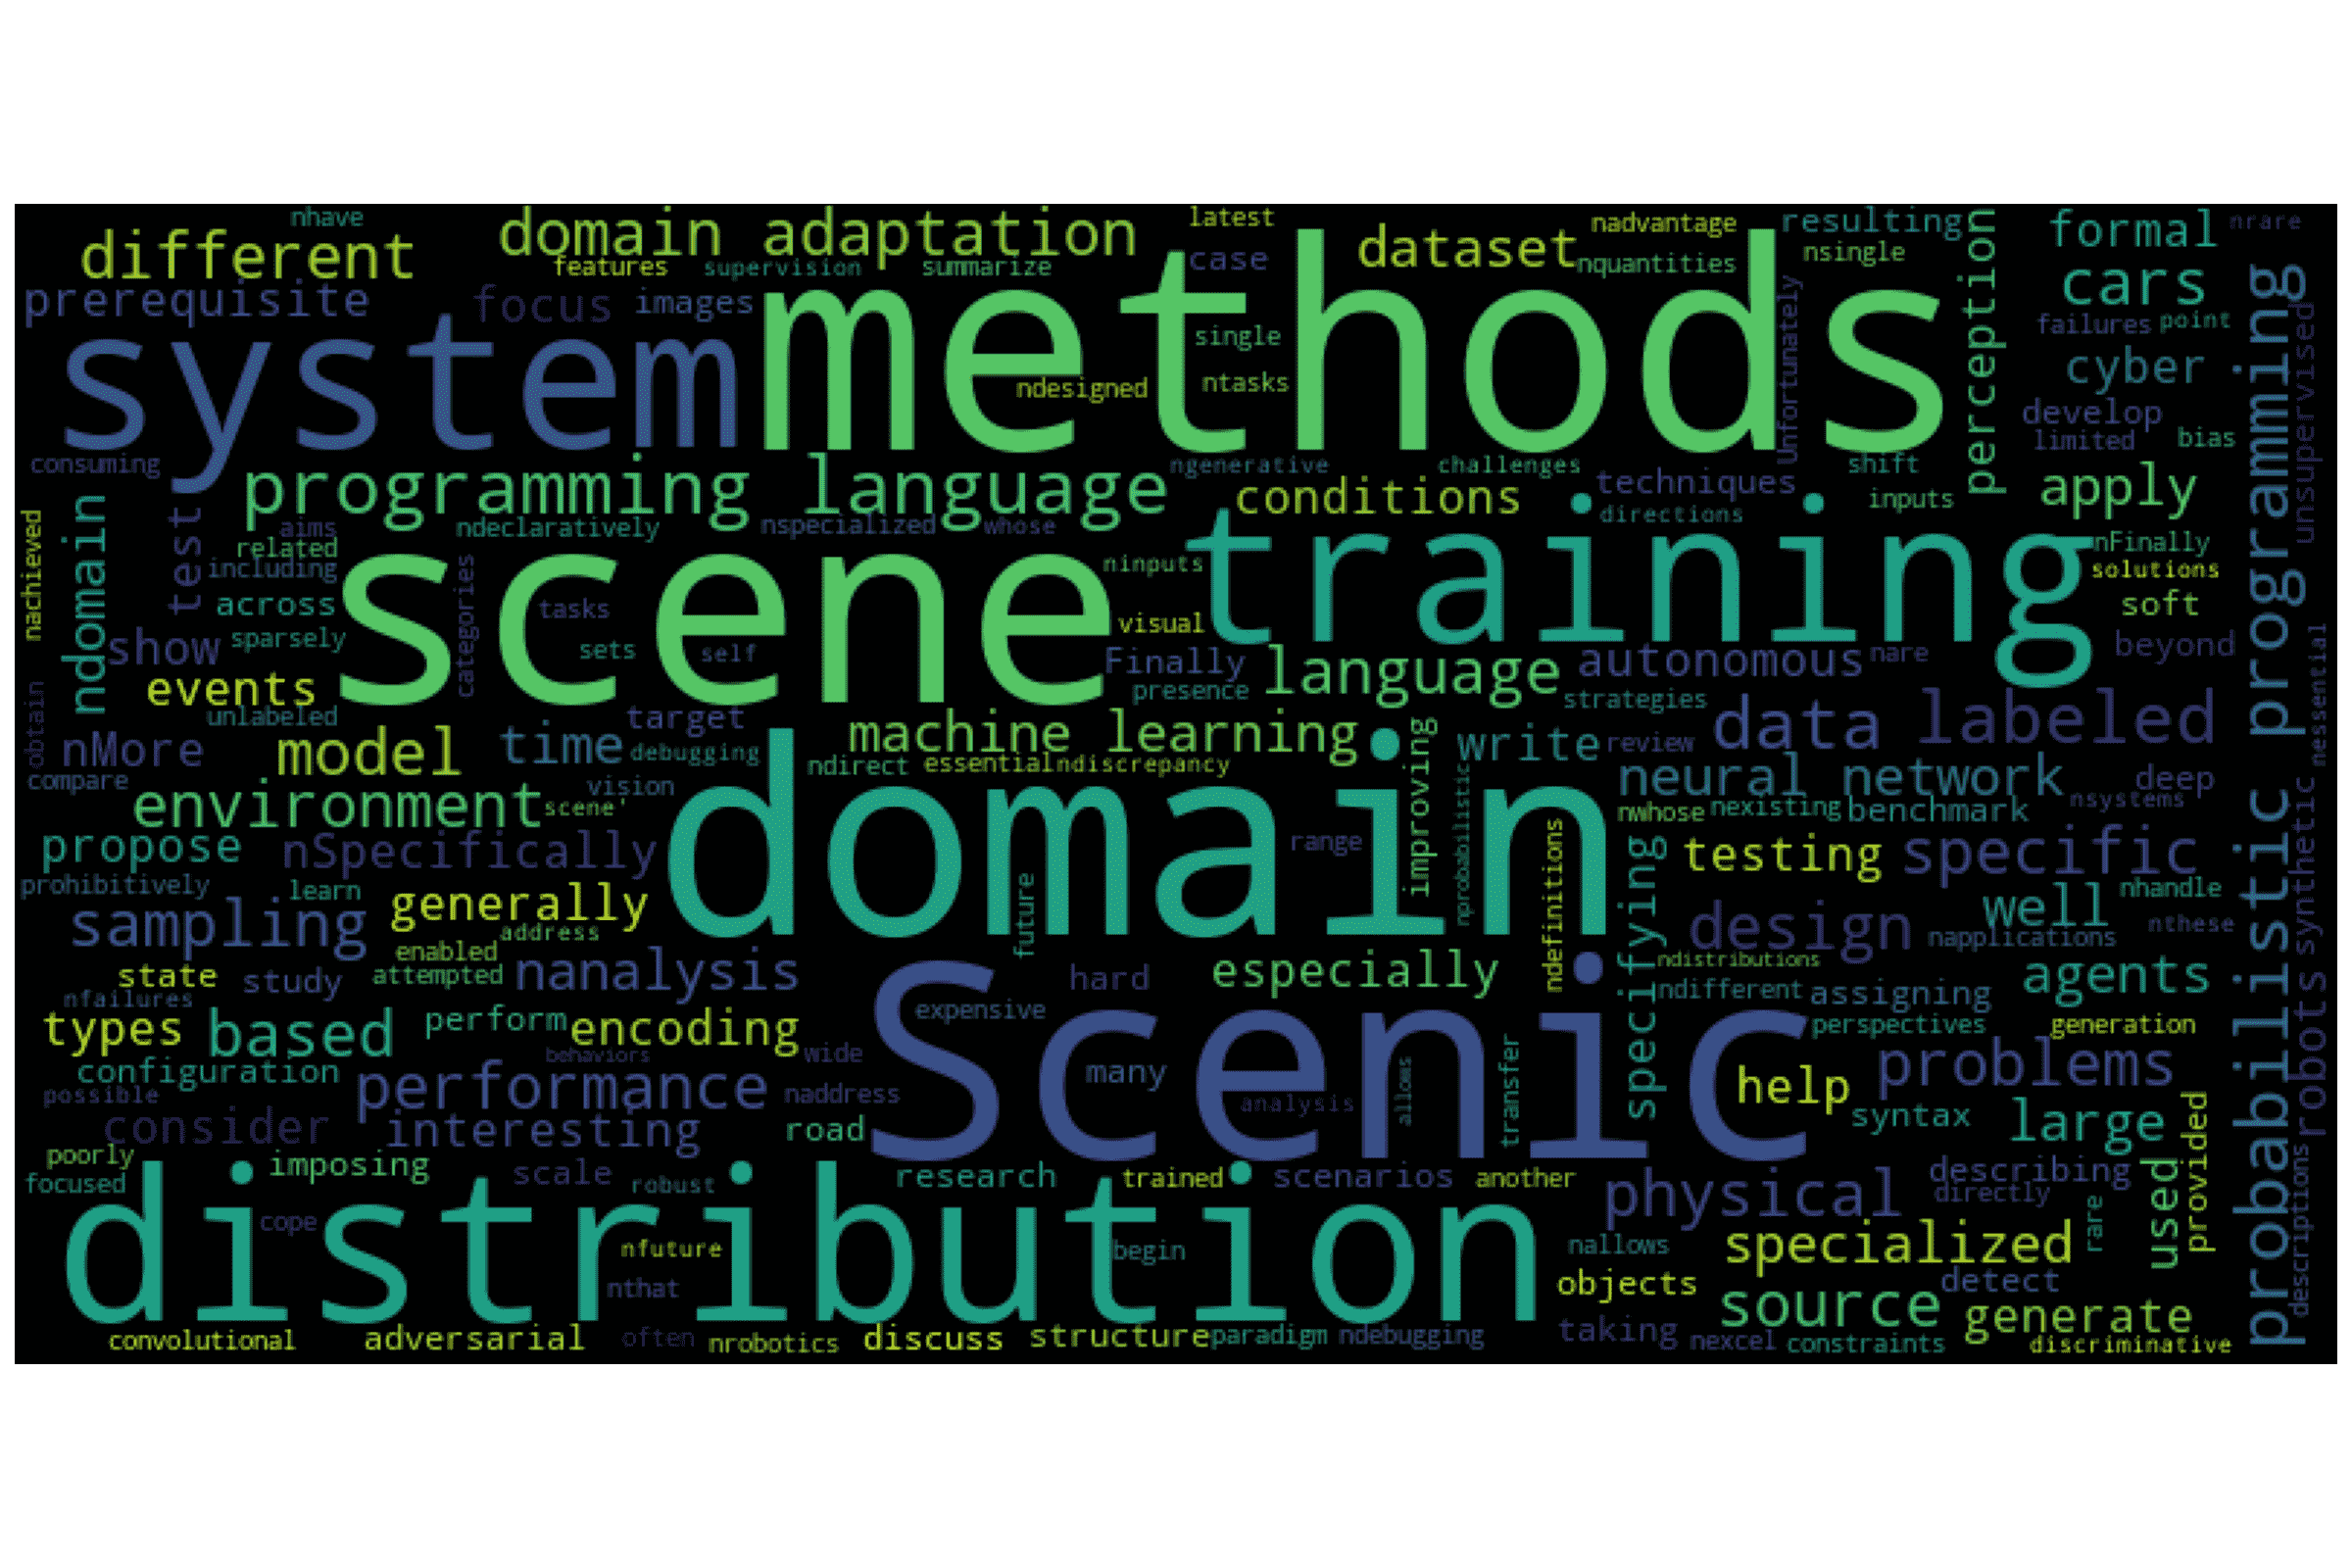 nhave
domain adaptation
latest
nadvantage
resulting
formal
nrare
different
features
supervision
summarize
case
dataset
nquantities
nsingle
perception
cars
prerequisite
focus
images
methods
single
Unfortunately
failures
point
probabilistic programming
unsupervised
system
ndesigned
ntasks
cyber
develop
limited
bias
consuming
programming language
ngenerative
challenges
shift
conditions
techniques
inputs
apply
nachieved
ndomain
test
aims
ndeclaratively
nspecialized
whose
directions
training
related
including
scene
categories
tasks
ninputs
nFinally
solutions
across
soft
show
sparsely
sets
self
visual
Finally
language
autonomous
nare
beyond
events
presence
strategies
nessential
obtain
unlabeled
target
nMore
model
time
debugging
machine learning
improving
write
review
data
labeled
compare
vision
ndirect
essential
ndiscrepancy
nprobabilistic
neural network
deep
environment
scene'
domain
nwhose
nexisting
benchmark
nsystems
synthetic
propose
nSpecifically
range
ndefinitions
specifying
testing
specific
prohibitively
learn
nhandle
sampling
generally
address
future
design
well
napplications
nthese
enabled
state
study
attempted
nanalysis
Scenic
hard
especially
ndistributions
agents
robots
nfailures
expensive
ndifferent
assigning
types
based
perform
encoding
perspectives
generation
configuration
behaviors
wide
many
allows
transfer
problems
possible
performance
naddress
analysis
help
syntax
large
consider
interesting
road
provided
poorly
imposing
scale
robust
research
trained
scenarios
another
physical
describing
directly
used
descriptions
focused
distribution
cope
nfuture
begin
nallows
specialized
rare
nthat
objects
detect
source
generate
convolutional
adversarial
often
nrobotics
discuss
structure
paradigm
ndebugging
taking
nexcel
constraints
discriminative